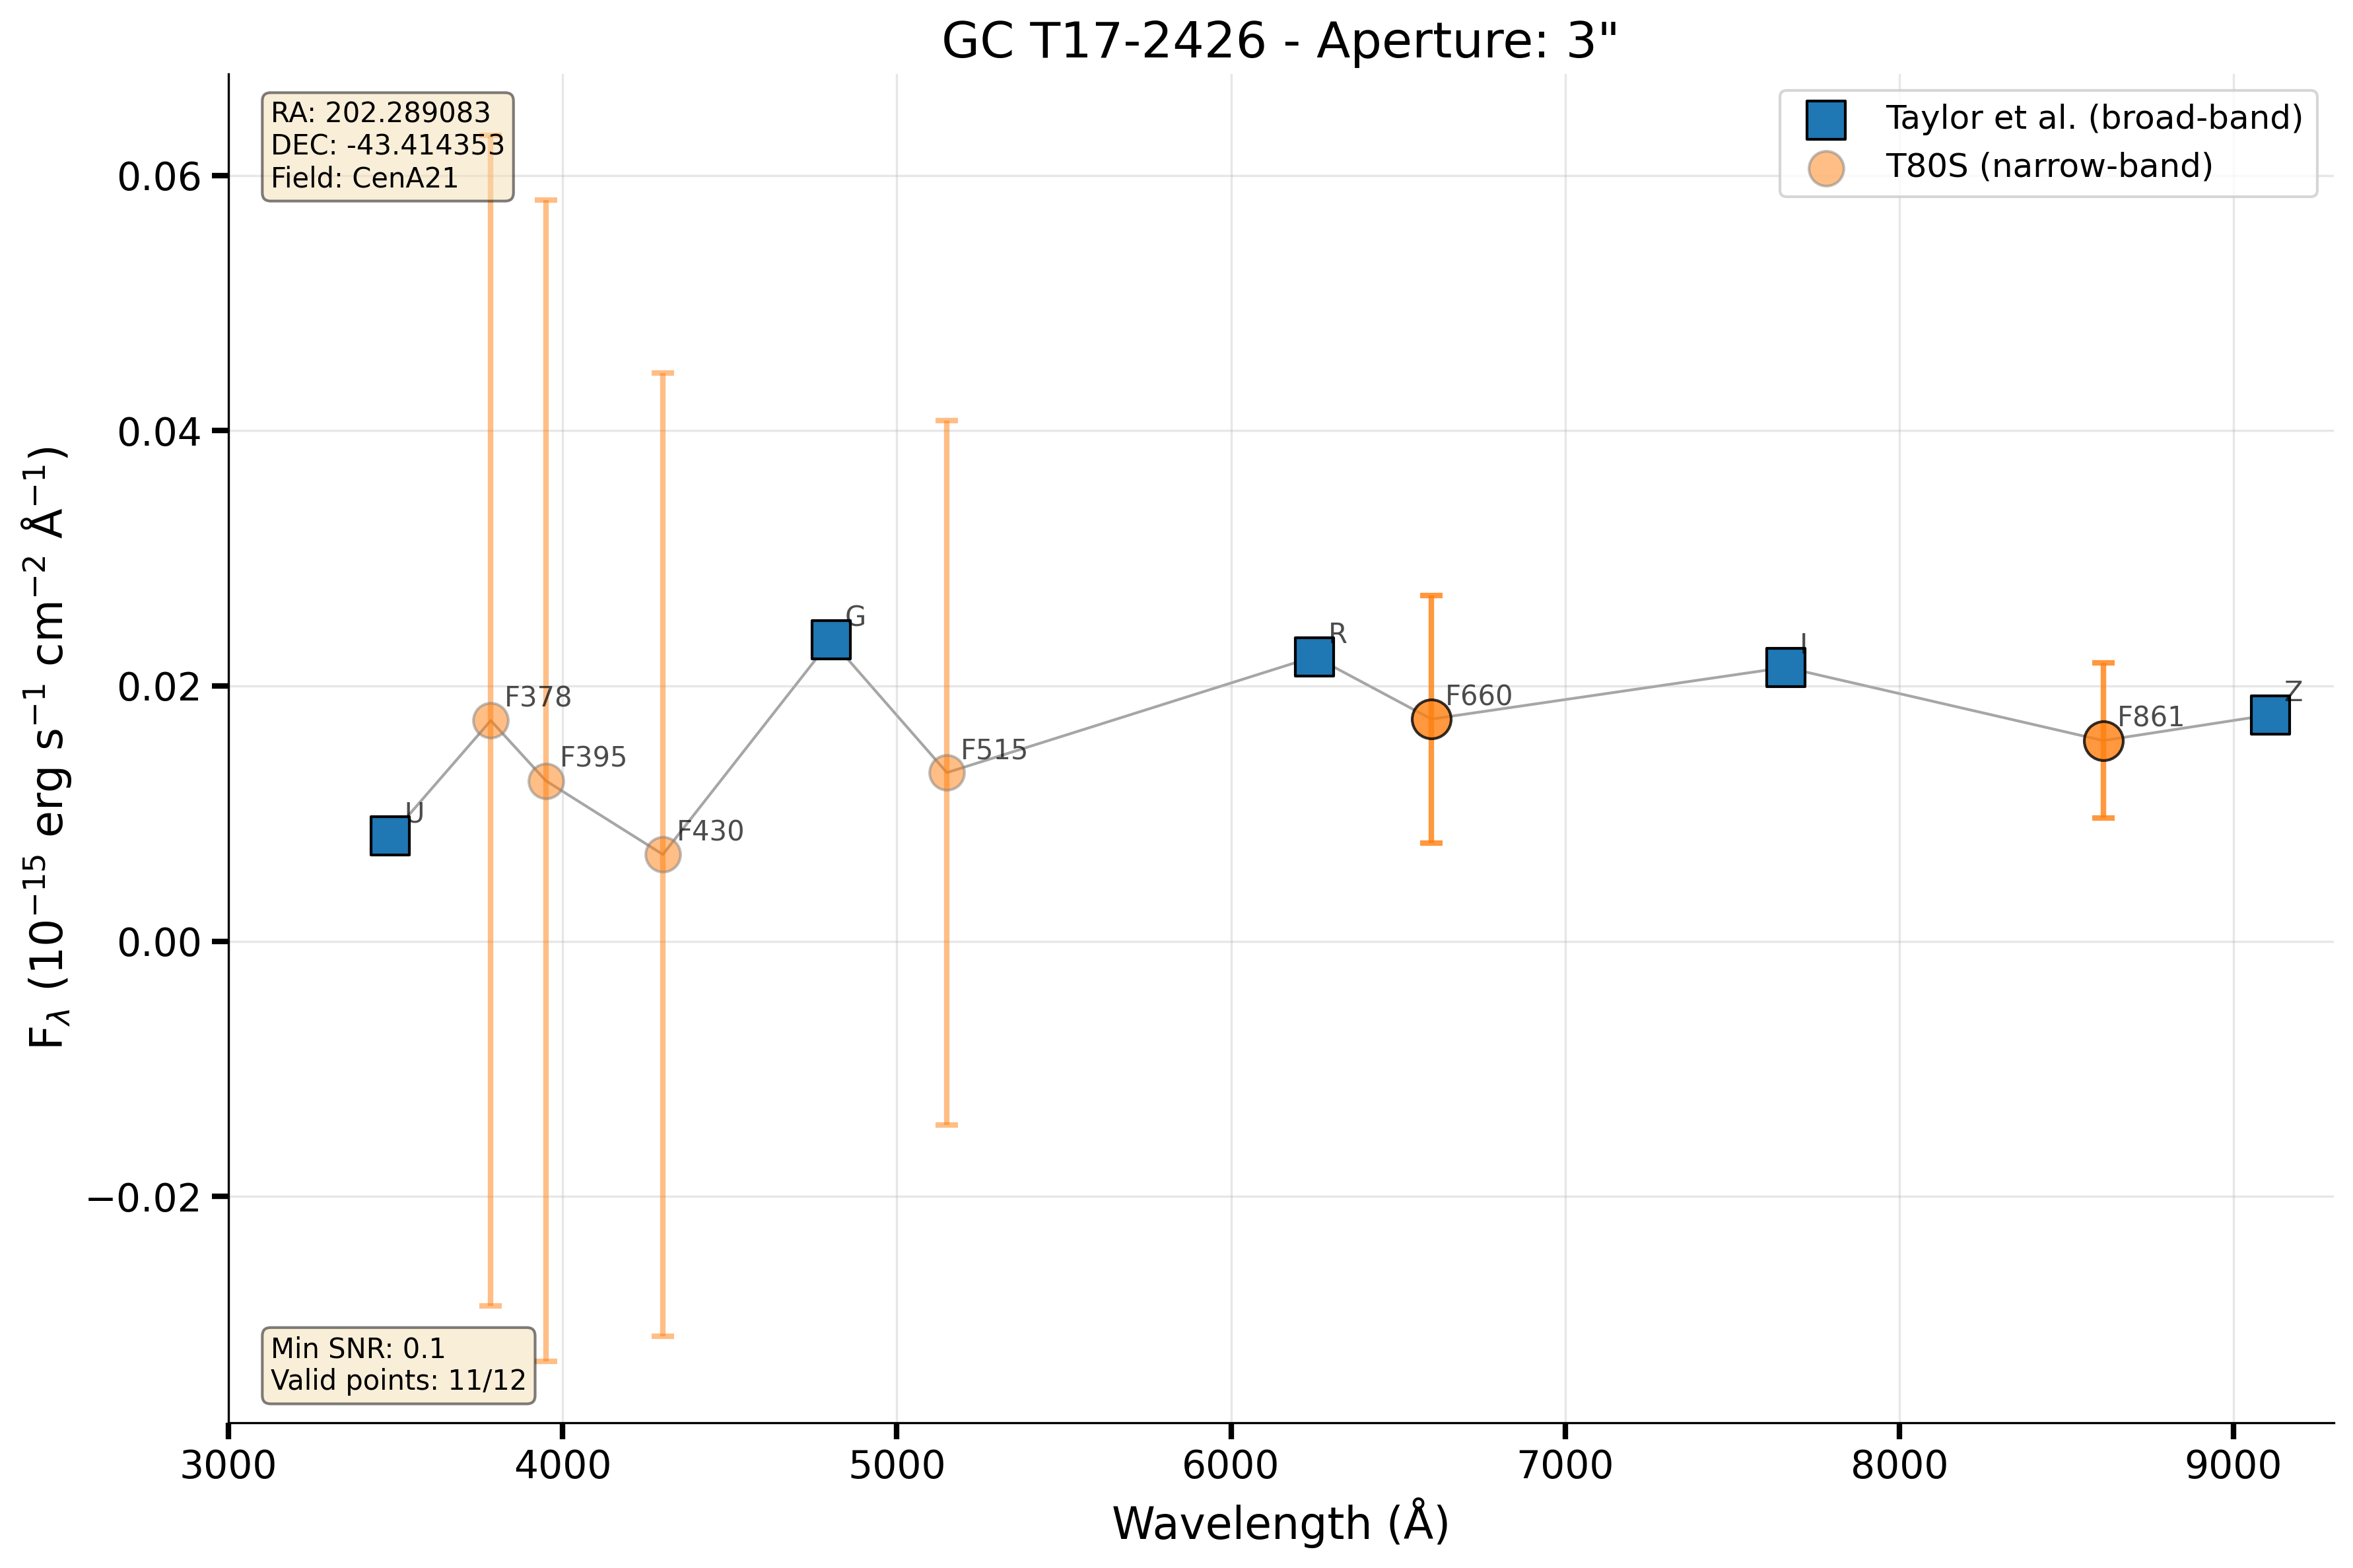 GC T17-2426 - Aperture: 3"
RA: 202.289083
DEC: -43.414353
Field: CenA21
Taylor et al. (broad-band)
T80S (narrow-band)
F_λ (10⁻¹⁵ erg s⁻¹ cm⁻² Å⁻¹)
0.06
0.04
0.02
0.00
−0.02
U
F378
F395
F430
G
F515
R
F660
I
F861
Z
Min SNR: 0.1
Valid points: 11/12
3000 4000 5000 6000 7000 8000 9000
Wavelength (Å)